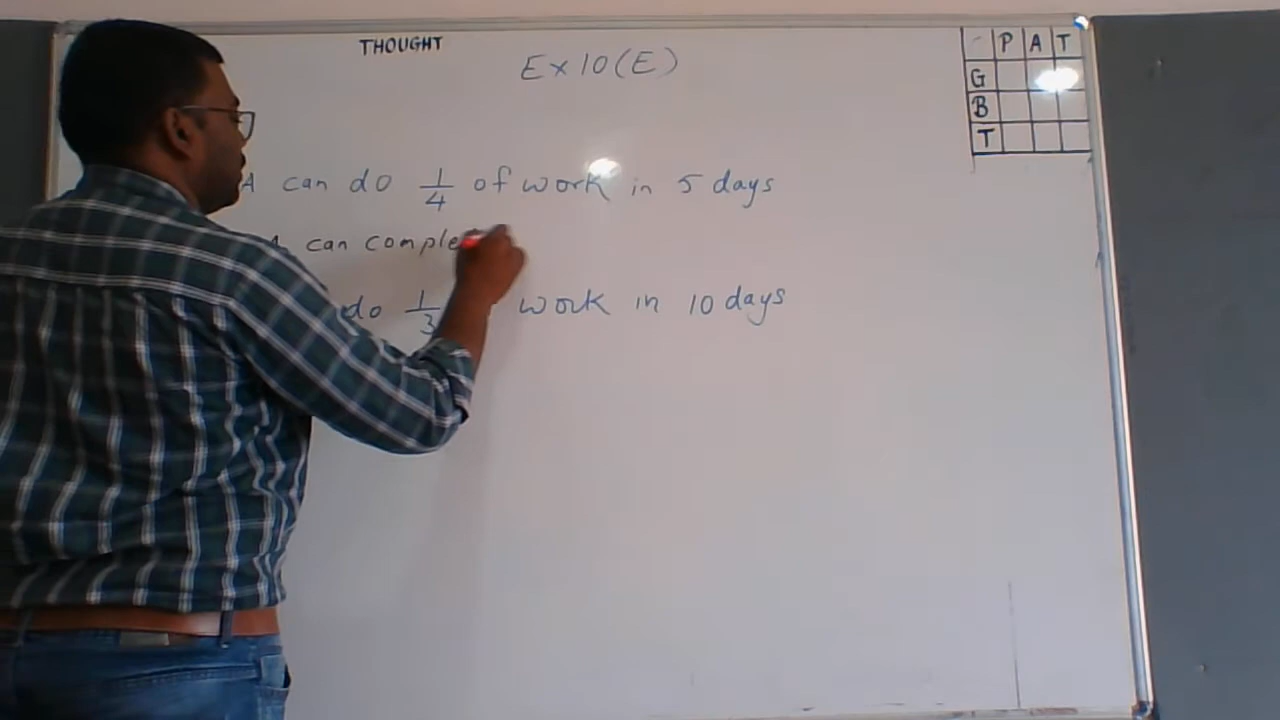 THOUGHT
Ex 10(E)
P A T
G
B
T
A can do 1/4 of work in 5 days
can comple
do 1/3 work in 10 days